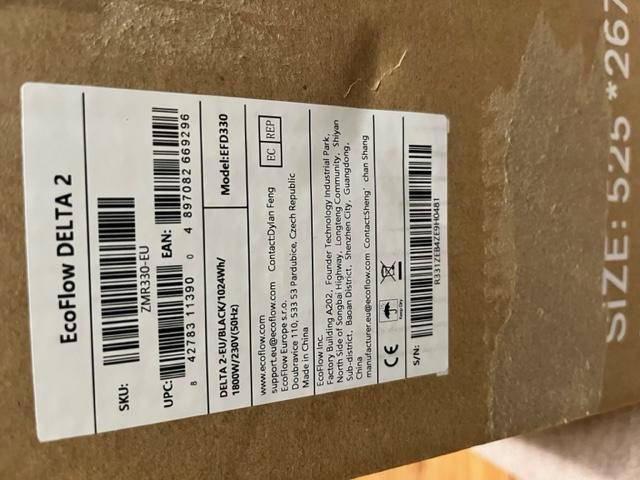 EcoFlow DELTA 2
SKU:
ZMR330-EU
UPC:
8 42783 11390 0
EAN:
4 897082 669296
DELTA 2-EU/BLACK/1024Wh/
1800W/230V(50Hz)
Model:EFD330
www.ecoflow.com
support.eu@ecoflow.com ContactDylan Feng
EcoFlow Europe s.r.o.
Doubravice 110, 533 53 Pardubice, Czech Republic
Made in China
EC REP
EcoFlow Inc.
Factory Building A202, Founder Technology Industrial Park,
North Side of Songbai Highway, Longteng Community, Shiyan
Sub-district, Baoan District, Shenzhen City, Guangdong,
China
manufacturer.eu@ecoflow.com ContactSheng' chan Shang
CE
Keep Dry
S/N:
R331ZEB4ZE9H0481
SIZE: 525 *267